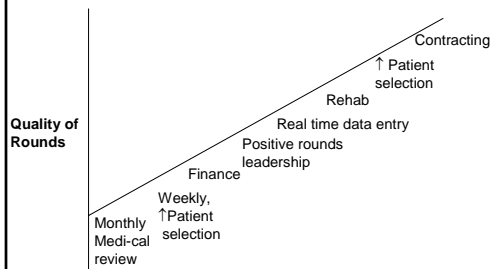 Contracting
↑ Patient
selection
Rehab
Quality of
Rounds
Real time data entry
Positive rounds
leadership
Finance
Weekly,
↑Patient
selection
Monthly
Medi-cal
review